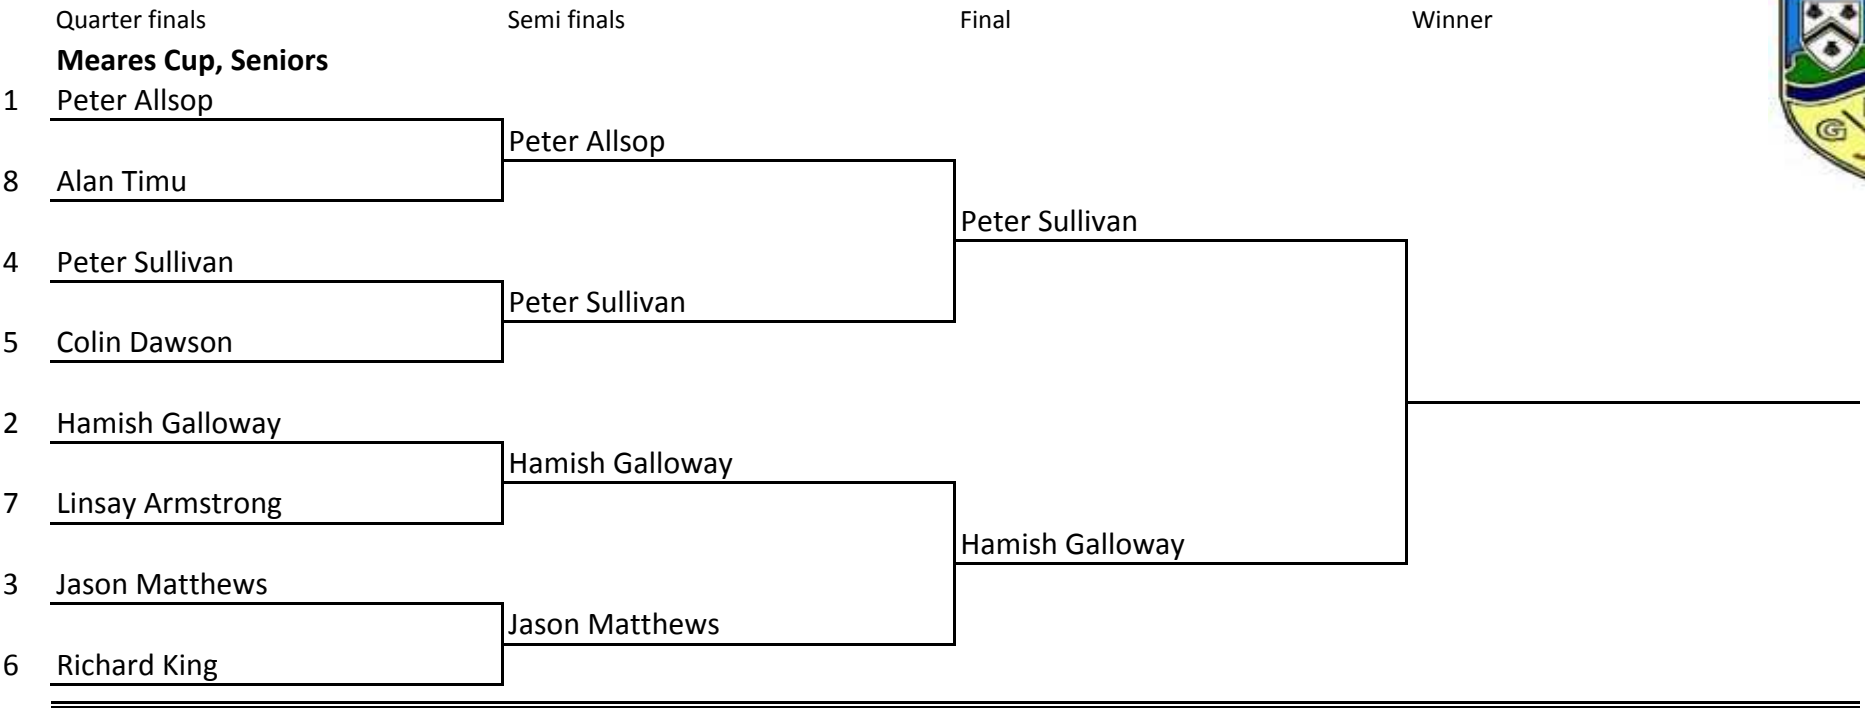 Quarter finals Semi finals Final Winner
Meares Cup, Seniors
1 Peter Allsop
Peter Allsop
8 Alan Timu
Peter Sullivan
4 Peter Sullivan
Peter Sullivan
5 Colin Dawson
2 Hamish Galloway
Hamish Galloway
7 Linsay Armstrong
Hamish Galloway
3 Jason Matthews
Jason Matthews
6 Richard King
G